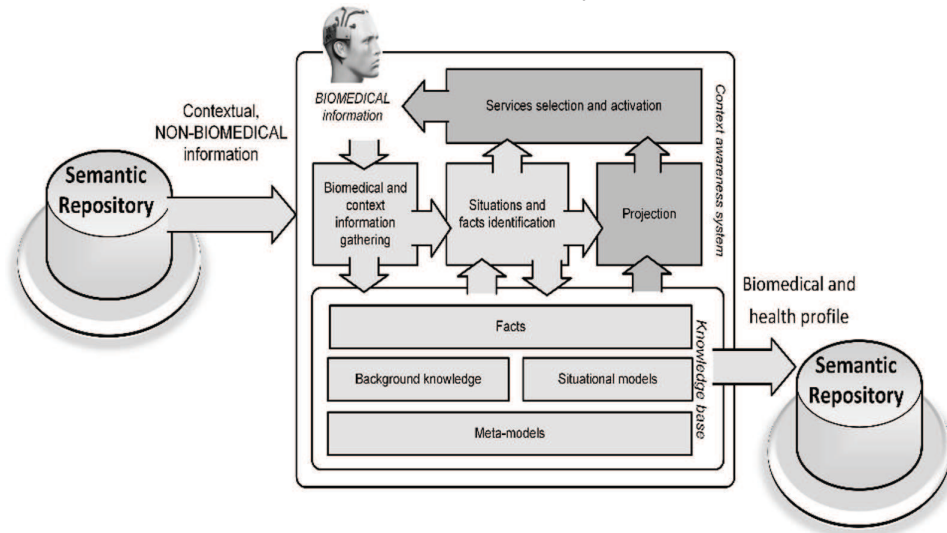 BIOMEDICAL
information
Services selection and activation
Context awareness system
Contextual,
NON-BIOMEDICAL
information
Semantic
Repository
Biomedical and
context
information
gathering
Situations and
facts identification
Projection
Facts
Background knowledge
Situational models
Meta-models
Knowledge base
Biomedical and
health profile
Semantic
Repository